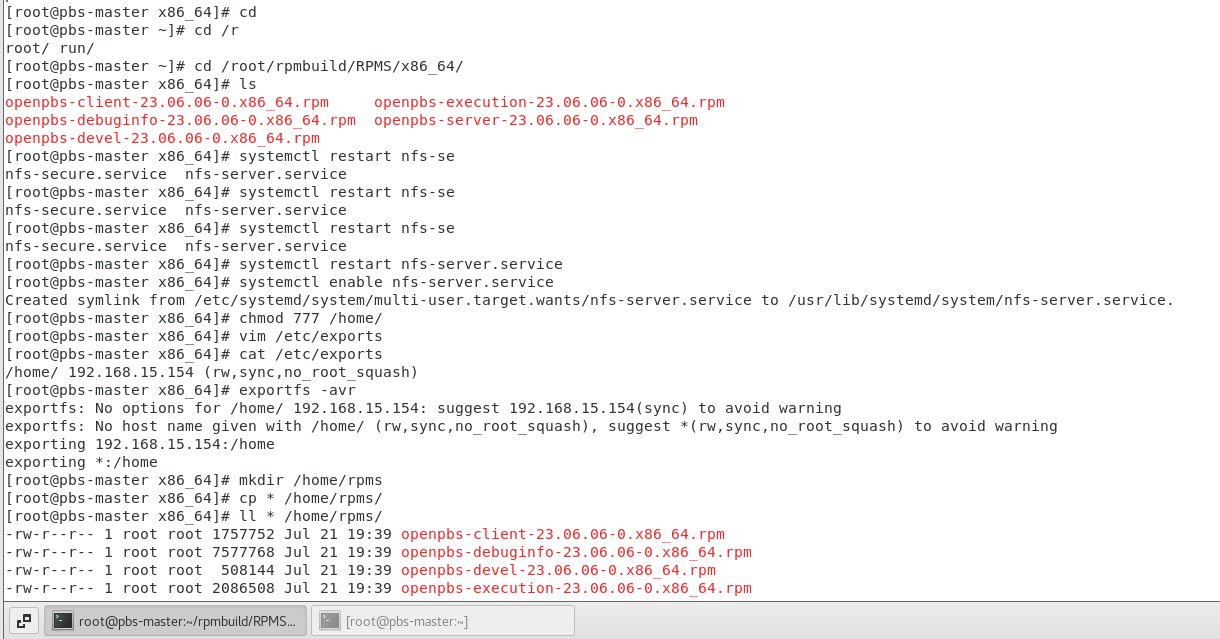 [root@pbs-master x86_64]# cd
[root@pbs-master ~]# cd /r
root/ run/
[root@pbs-master ~]# cd /root/rpmbuild/RPMS/x86_64/
[root@pbs-master x86_64]# ls
openpbs-client-23.06.06-0.x86_64.rpm     openpbs-execution-23.06.06-0.x86_64.rpm
openpbs-debuginfo-23.06.06-0.x86_64.rpm  openpbs-server-23.06.06-0.x86_64.rpm
openpbs-devel-23.06.06-0.x86_64.rpm
[root@pbs-master x86_64]# systemctl restart nfs-se
nfs-secure.service  nfs-server.service
[root@pbs-master x86_64]# systemctl restart nfs-se
nfs-secure.service  nfs-server.service
[root@pbs-master x86_64]# systemctl restart nfs-se
nfs-secure.service  nfs-server.service
[root@pbs-master x86_64]# systemctl restart nfs-server.service
[root@pbs-master x86_64]# systemctl enable nfs-server.service
Created symlink from /etc/systemd/system/multi-user.target.wants/nfs-server.service to /usr/lib/systemd/system/nfs-server.service.
[root@pbs-master x86_64]# chmod 777 /home/
[root@pbs-master x86_64]# vim /etc/exports
[root@pbs-master x86_64]# cat /etc/exports
/home/ 192.168.15.154 (rw,sync,no_root_squash)
[root@pbs-master x86_64]# exportfs -avr
exportfs: No options for /home/ 192.168.15.154: suggest 192.168.15.154(sync) to avoid warning
exportfs: No host name given with /home/ (rw,sync,no_root_squash), suggest *(rw,sync,no_root_squash) to avoid warning
exporting 192.168.15.154:/home
exporting *:/home
[root@pbs-master x86_64]# mkdir /home/rpms
[root@pbs-master x86_64]# cp * /home/rpms/
[root@pbs-master x86_64]# ll * /home/rpms/
-rw-r--r-- 1 root root 1757752 Jul 21 19:39 openpbs-client-23.06.06-0.x86_64.rpm
-rw-r--r-- 1 root root 7577768 Jul 21 19:39 openpbs-debuginfo-23.06.06-0.x86_64.rpm
-rw-r--r-- 1 root root  508144 Jul 21 19:39 openpbs-devel-23.06.06-0.x86_64.rpm
-rw-r--r-- 1 root root 2086508 Jul 21 19:39 openpbs-execution-23.06.06-0.x86_64.rpm
root@pbs-master:~/rpmbuild/RPMS... [root@pbs-master:~]